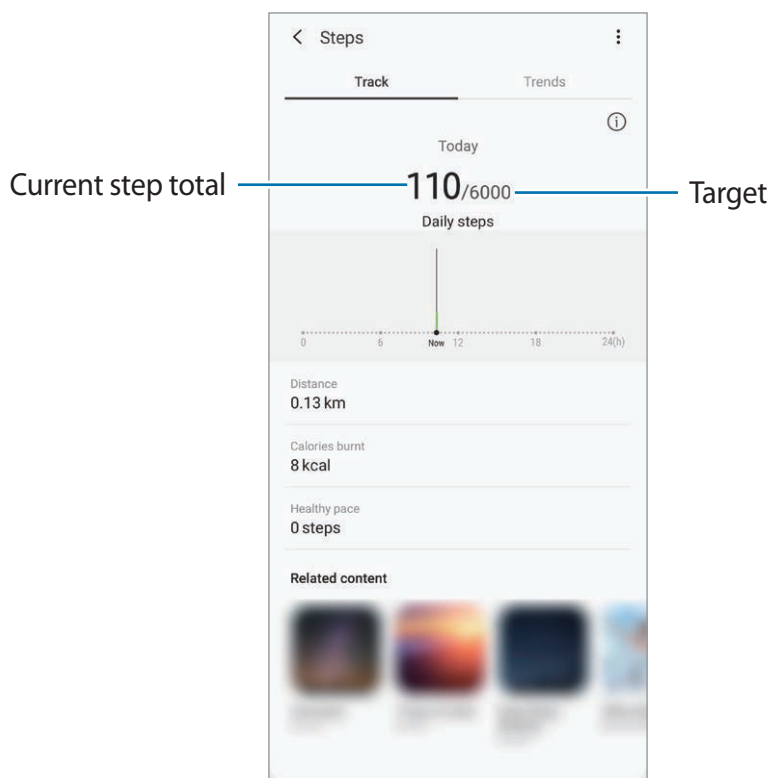 Steps
Track Trends
Today
Current step total 110/6000 Target
Daily steps
0 6 Now 12 18 24(h)
Distance
0.13 km
Calories burnt
8 kcal
Healthy pace
0 steps
Related content